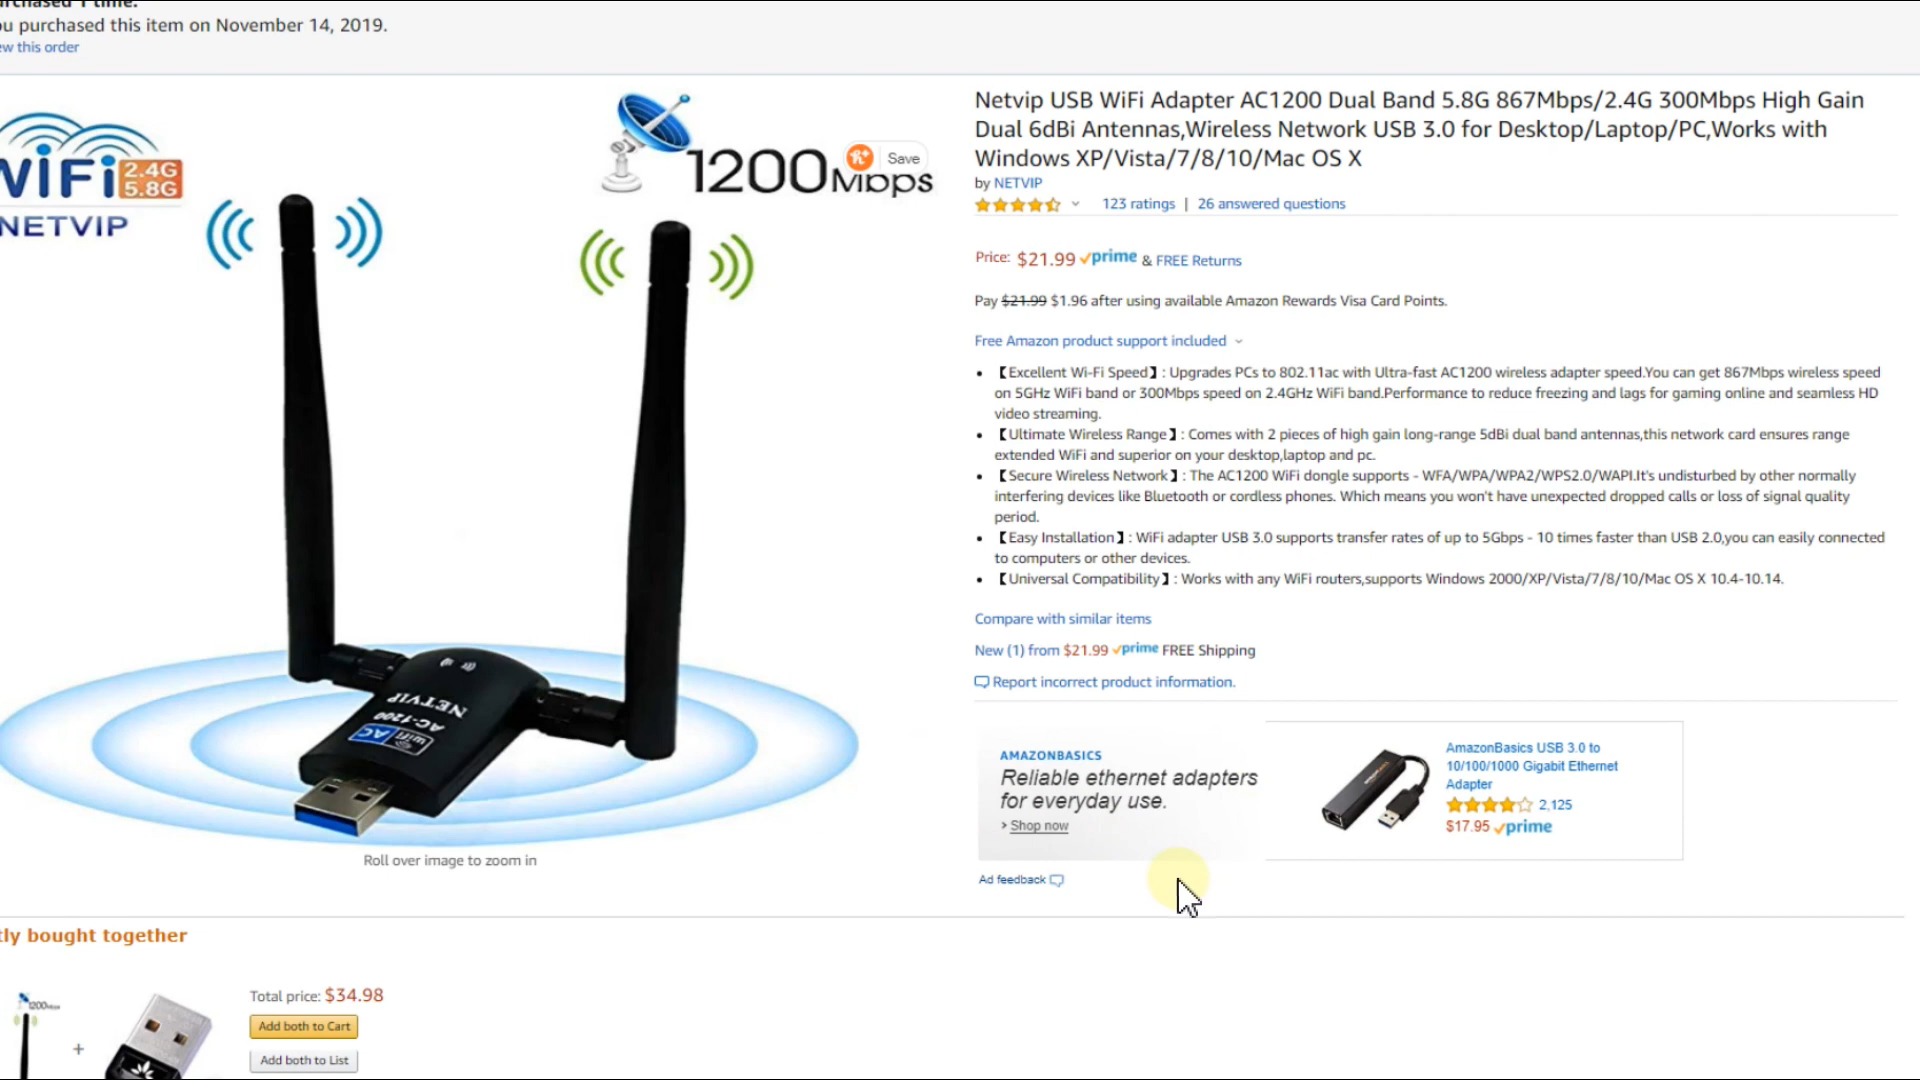 purchased 1 time.
ou purchased this item on November 14, 2019.
ew this order
WiFi 2.4G 5.8G
NETVIP
1200Mbps
Save
NETVIP
AC-1200
WiFi AC
Roll over image to zoom in
Netvip USB WiFi Adapter AC1200 Dual Band 5.8G 867Mbps/2.4G 300Mbps High Gain
Dual 6dBi Antennas,Wireless Network USB 3.0 for Desktop/Laptop/PC,Works with
Windows XP/Vista/7/8/10/Mac OS X
by NETVIP
123 ratings | 26 answered questions
Price: $21.99 prime & FREE Returns
Pay $21.99 $1.96 after using available Amazon Rewards Visa Card Points.
Free Amazon product support included
• 【Excellent Wi-Fi Speed】: Upgrades PCs to 802.11ac with Ultra-fast AC1200 wireless adapter speed.You can get 867Mbps wireless speed
on 5GHz WiFi band or 300Mbps speed on 2.4GHz WiFi band.Performance to reduce freezing and lags for gaming online and seamless HD
video streaming.
• 【Ultimate Wireless Range】: Comes with 2 pieces of high gain long-range 5dBi dual band antennas,this network card ensures range
extended WiFi and superior on your desktop,laptop and pc.
• 【Secure Wireless Network】: The AC1200 WiFi dongle supports - WFA/WPA/WPA2/WPS2.0/WAPI.It's undisturbed by other normally
interfering devices like Bluetooth or cordless phones. Which means you won't have unexpected dropped calls or loss of signal quality
period.
• 【Easy Installation】: WiFi adapter USB 3.0 supports transfer rates of up to 5Gbps - 10 times faster than USB 2.0,you can easily connected
to computers or other devices.
• 【Universal Compatibility】: Works with any WiFi routers,supports Windows 2000/XP/Vista/7/8/10/Mac OS X 10.4-10.14.
Compare with similar items
New (1) from $21.99 prime FREE Shipping
Report incorrect product information.
AMAZONBASICS
Reliable ethernet adapters
for everyday use.
› Shop now
AmazonBasics USB 3.0 to
10/100/1000 Gigabit Ethernet
Adapter
2,125
$17.95 prime
Ad feedback
tly bought together
1200Mbps
+
Total price: $34.98
Add both to Cart
Add both to List